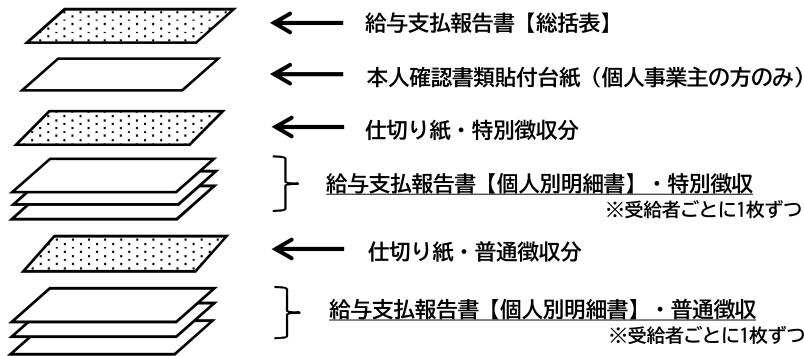 給与支払報告書【総括表】
本人確認書類貼付台紙（個人事業主の方のみ）
仕切り紙・特別徴収分
給与支払報告書【個人別明細書】・特別徴収
※受給者ごとに1枚ずつ
仕切り紙・普通徴収分
給与支払報告書【個人別明細書】・普通徴収
※受給者ごとに1枚ずつ